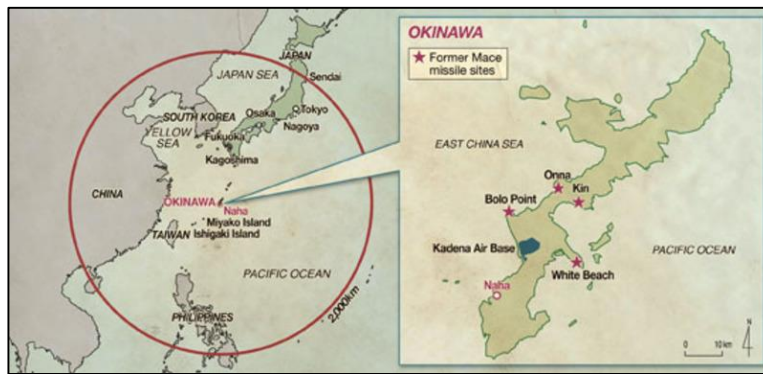 JAPAN
JAPAN SEA
Sendai
SOUTH KOREA
Osaka
Tokyo
YELLOW
SEA
Fukuoka
Nagoya
Kagoshima
CHINA
OKINAWA
Naha
Miyako Island
TAIWAN
Ishigaki Island
PACIFIC OCEAN
2,000km
PHILIPPINES
OKINAWA
Former Mace
missile sites
EAST CHINA SEA
Onna
Kin
Bolo Point
Kadena Air Base
PACIFIC OCEAN
White Beach
Naha
0 10 km
4